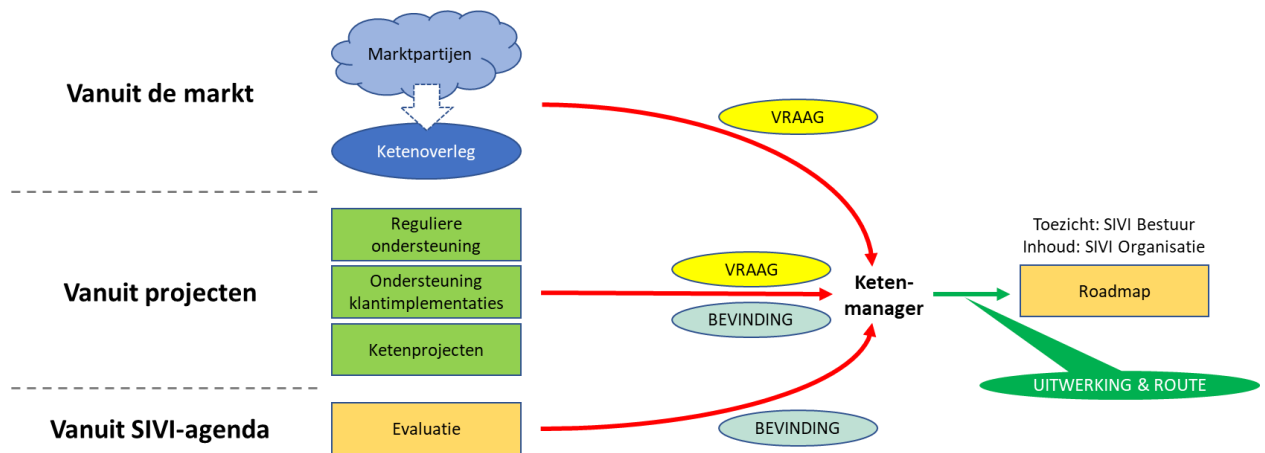 Marktpartijen
Vanuit de markt
VRAAG
Ketenoverleg
Reguliere
ondersteuning
Toezicht: SIVI Bestuur
Inhoud: SIVI Organisatie
Vanuit projecten
Ondersteuning
klantimplementaties
VRAAG
BEVINDING
Keten-
manager
Roadmap
Ketenprojecten
UITWERKING & ROUTE
Vanuit SIVI-agenda
Evaluatie
BEVINDING